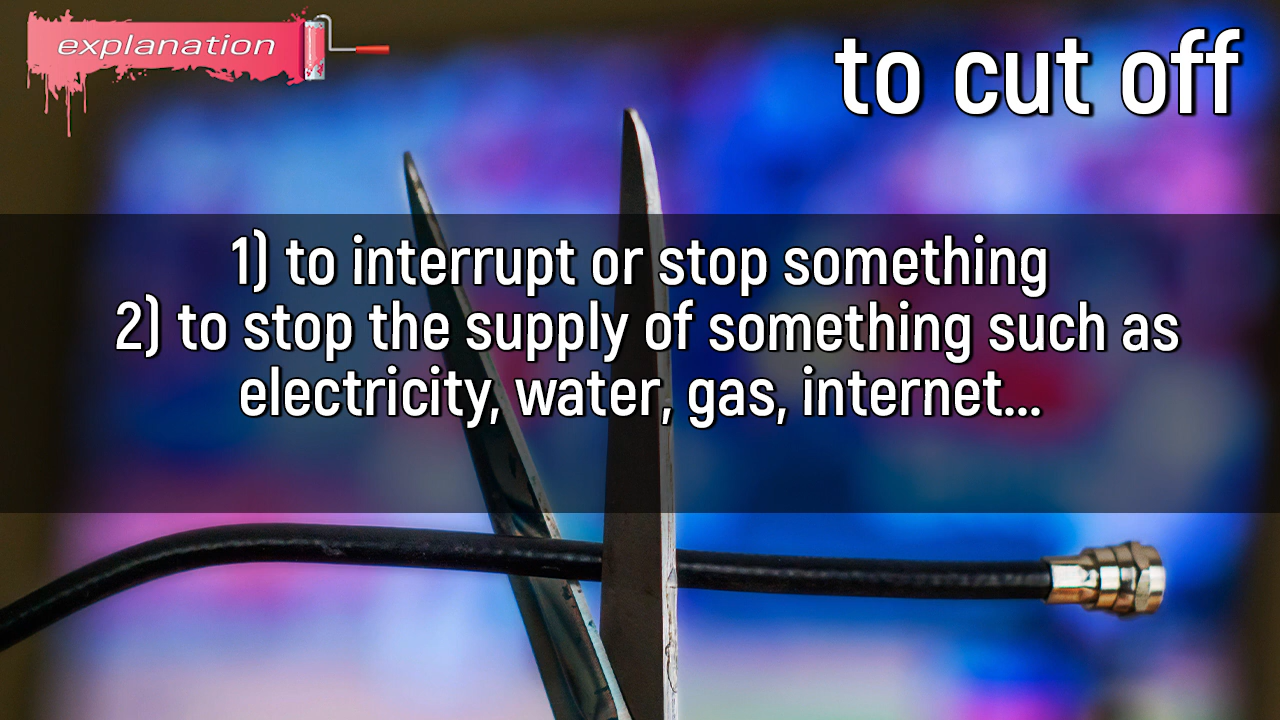 explanation
to cut off
1) to interrupt or stop something
2) to stop the supply of something such as
electricity, water, gas, internet...